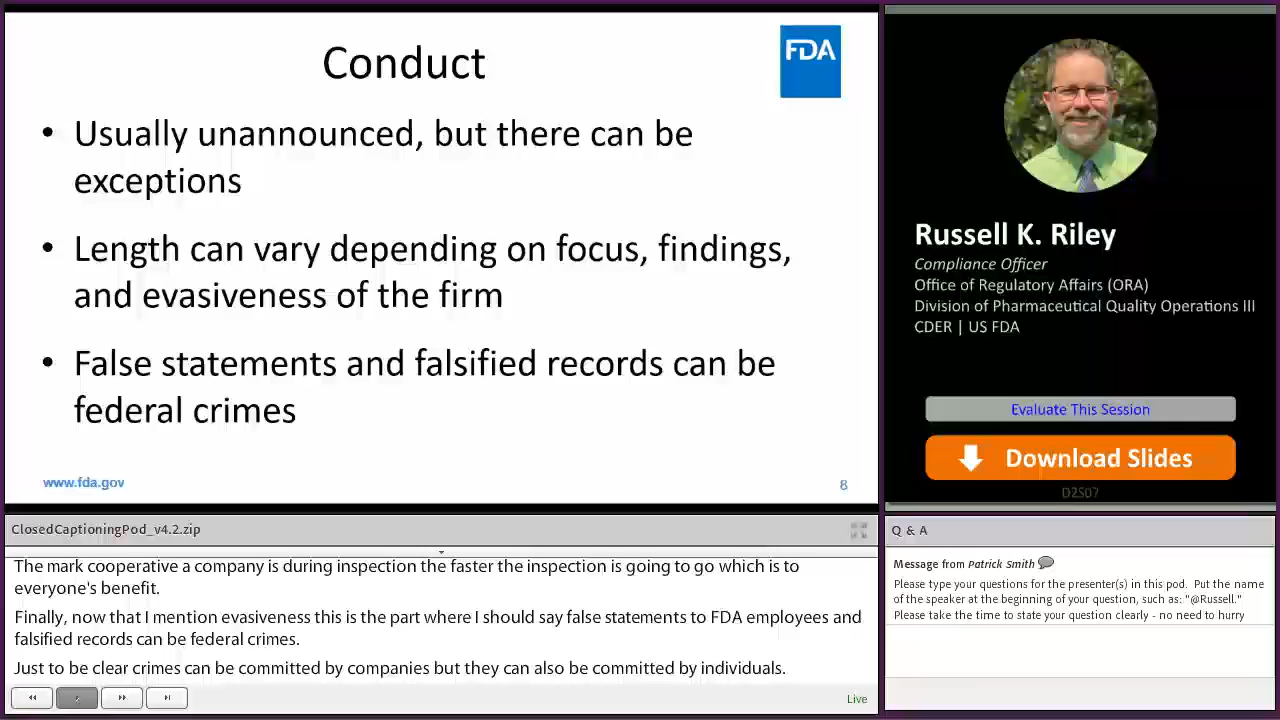 Conduct
FDA
• Usually unannounced, but there can be
exceptions
• Length can vary depending on focus, findings,
and evasiveness of the firm
• False statements and falsified records can be
federal crimes
www.fda.gov
8
Russell K. Riley
Compliance Officer
Office of Regulatory Affairs (ORA)
Division of Pharmaceutical Quality Operations III
CDER | US FDA
Evaluate This Session
Download Slides
D2S07
ClosedCaptioningPod_v4.2.zip
The mark cooperative a company is during inspection the faster the inspection is going to go which is to
everyone's benefit.
Finally, now that I mention evasiveness this is the part where I should say false statements to FDA employees and
falsified records can be federal crimes.
Just to be clear crimes can be committed by companies but they can also be committed by individuals.
Live
Q & A
Message from Patrick Smith
Please type your questions for the presenter(s) in this pod. Put the name
of the speaker at the beginning of your question, such as: "@Russell."
Please take the time to state your question clearly - no need to hurry